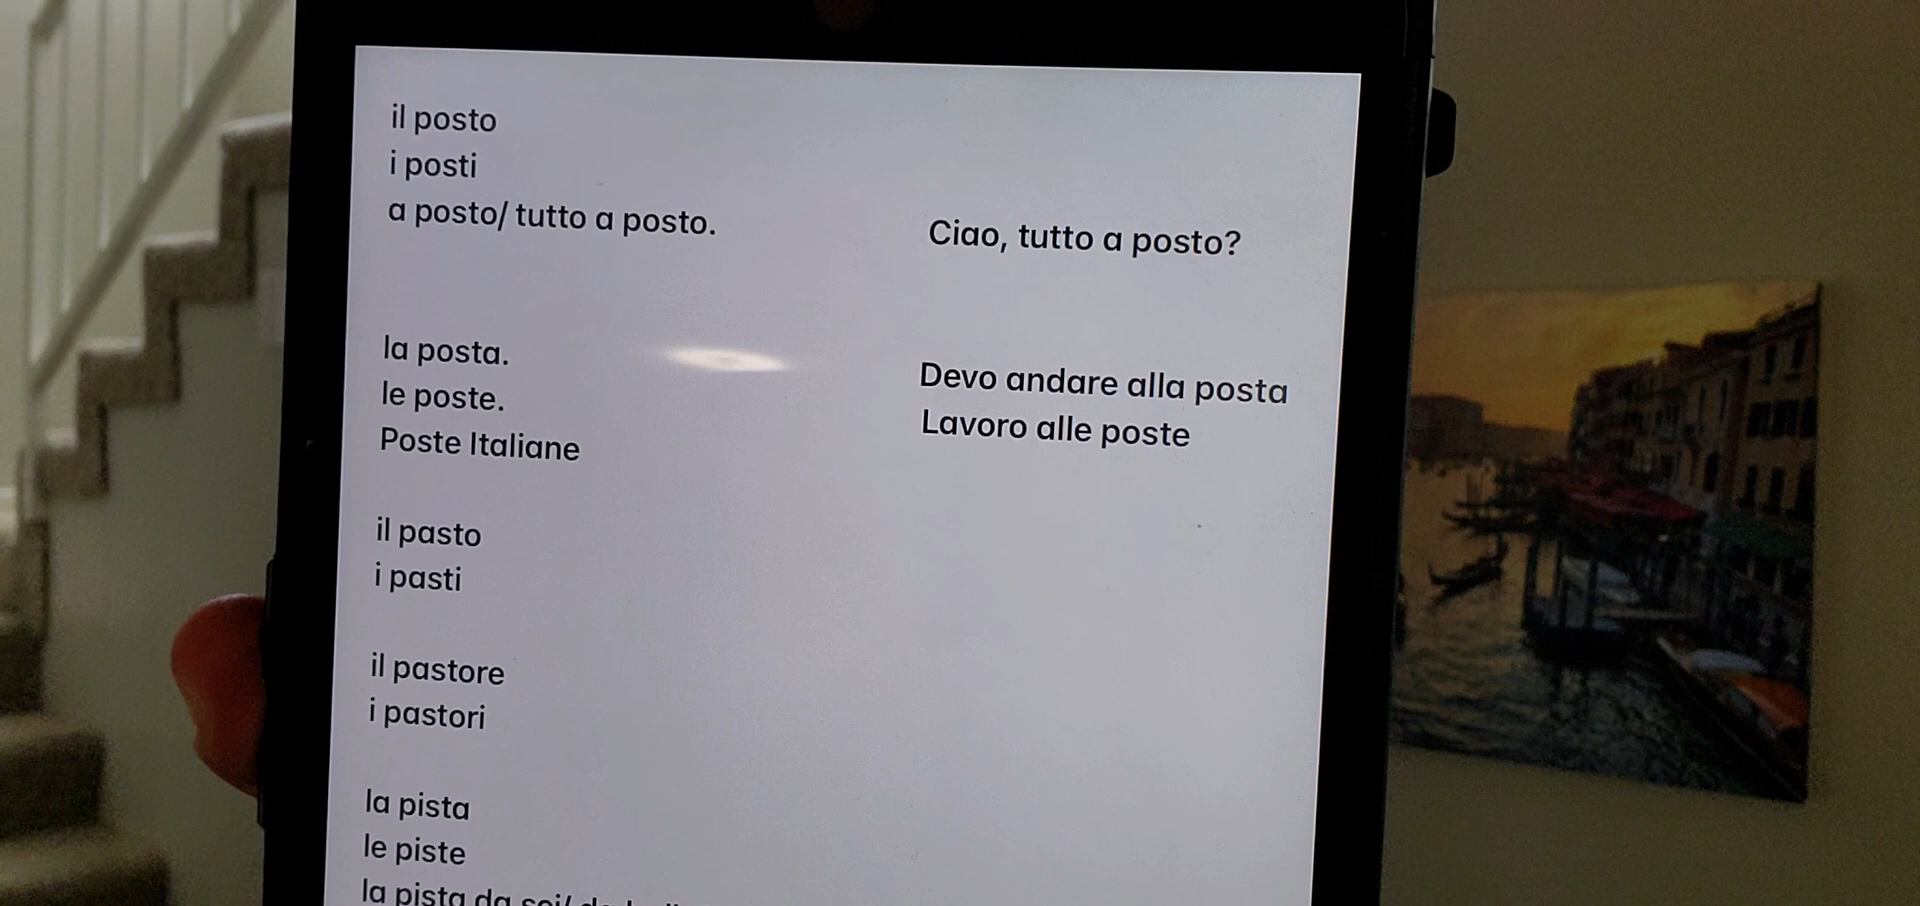 il posto
i posti
a posto/ tutto a posto.
Ciao, tutto a posto?
la posta.
le poste.
Poste Italiane
Devo andare alla posta
Lavoro alle poste
il pasto
i pasti
il pastore
i pastori
la pista
le piste
la pista da sci/